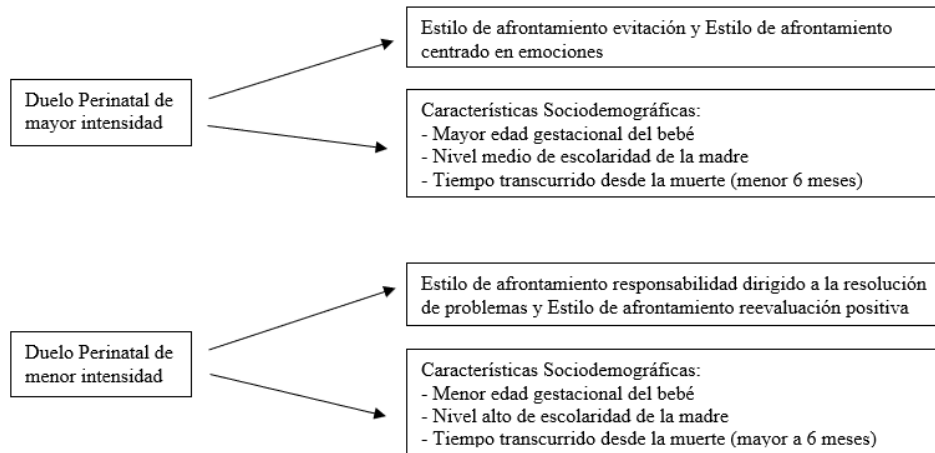 Estilo de afrontamiento evitación y Estilo de afrontamiento
centrado en emociones
Duelo Perinatal de
mayor intensidad
Características Sociodemográficas:
- Mayor edad gestacional del bebé
- Nivel medio de escolaridad de la madre
- Tiempo transcurrido desde la muerte (menor 6 meses)
Estilo de afrontamiento responsabilidad dirigido a la resolución
de problemas y Estilo de afrontamiento reevaluación positiva
Duelo Perinatal de
menor intensidad
Características Sociodemográficas:
- Menor edad gestacional del bebé
- Nivel alto de escolaridad de la madre
- Tiempo transcurrido desde la muerte (mayor a 6 meses)